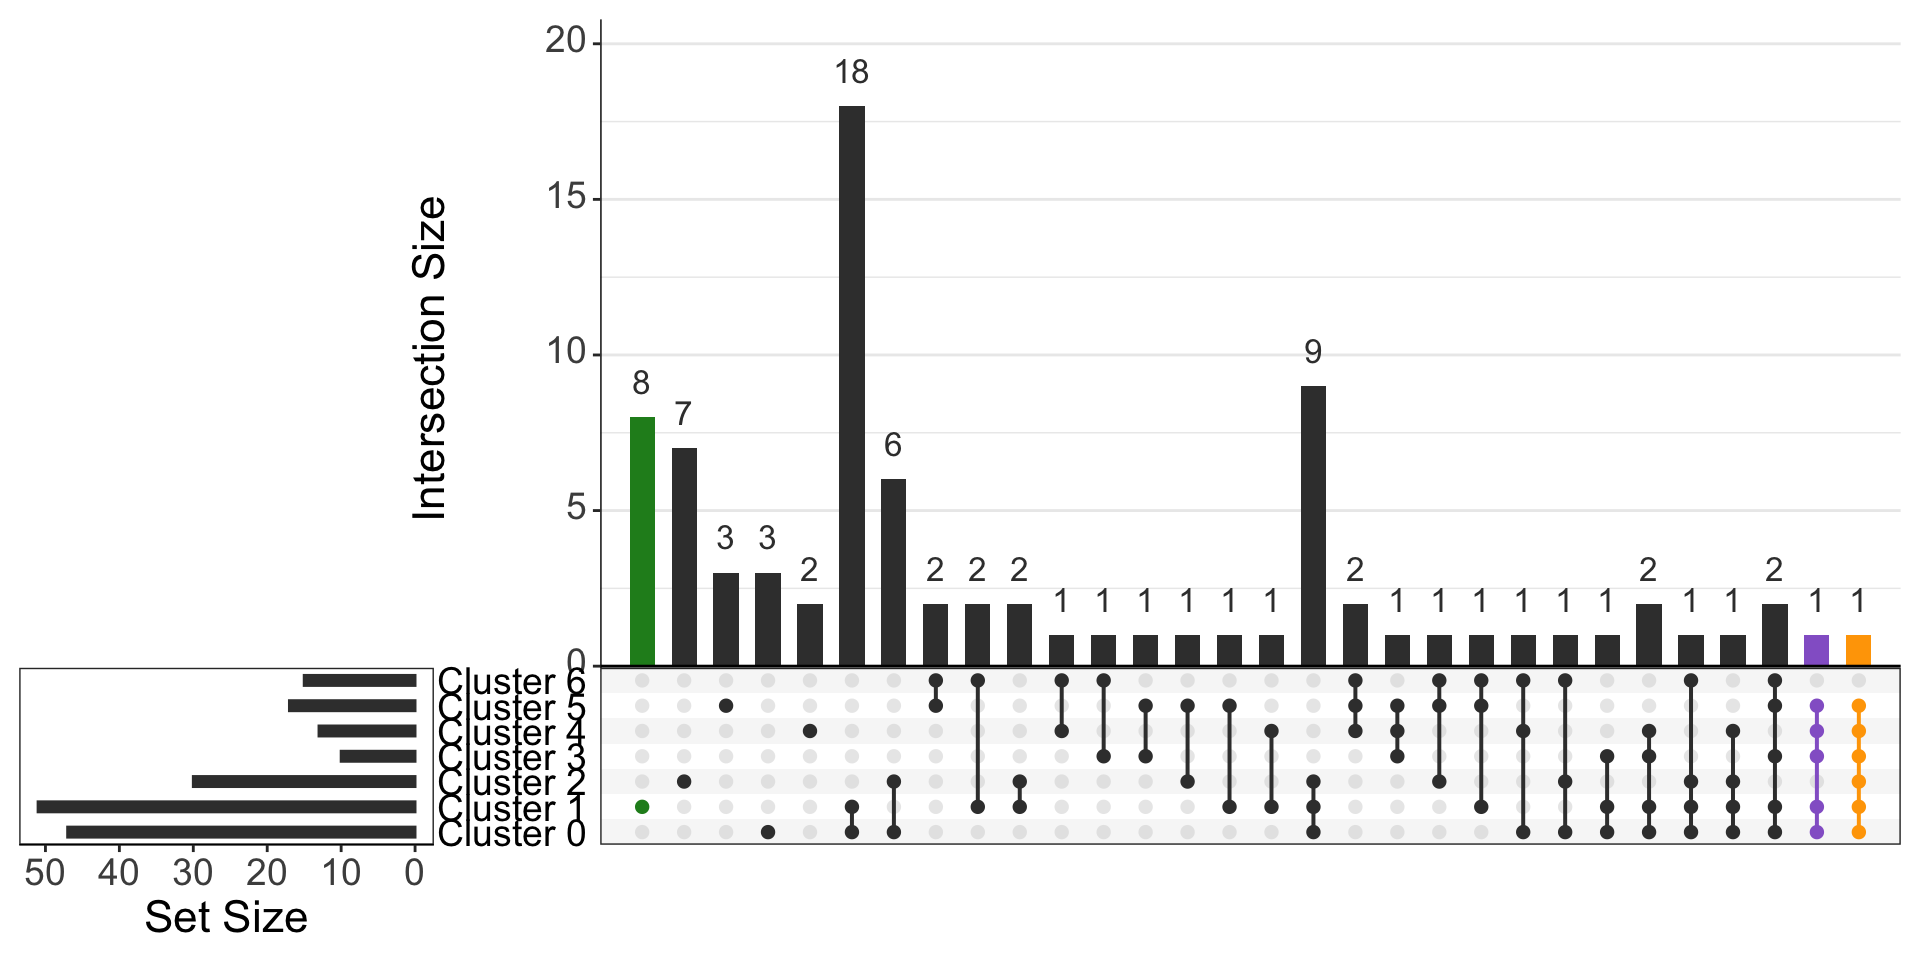 20
15
10
5
0
Intersection Size
8 7 3 3 2 18 6 2 2 2 1 1 1 1 1 1 9 2 1 1 1 1 1 1 2 1 1 2 1 1
Cluster 6
Cluster 5
Cluster 4
Cluster 3
Cluster 2
Cluster 1
Cluster 0
50 40 30 20 10 0
Set Size